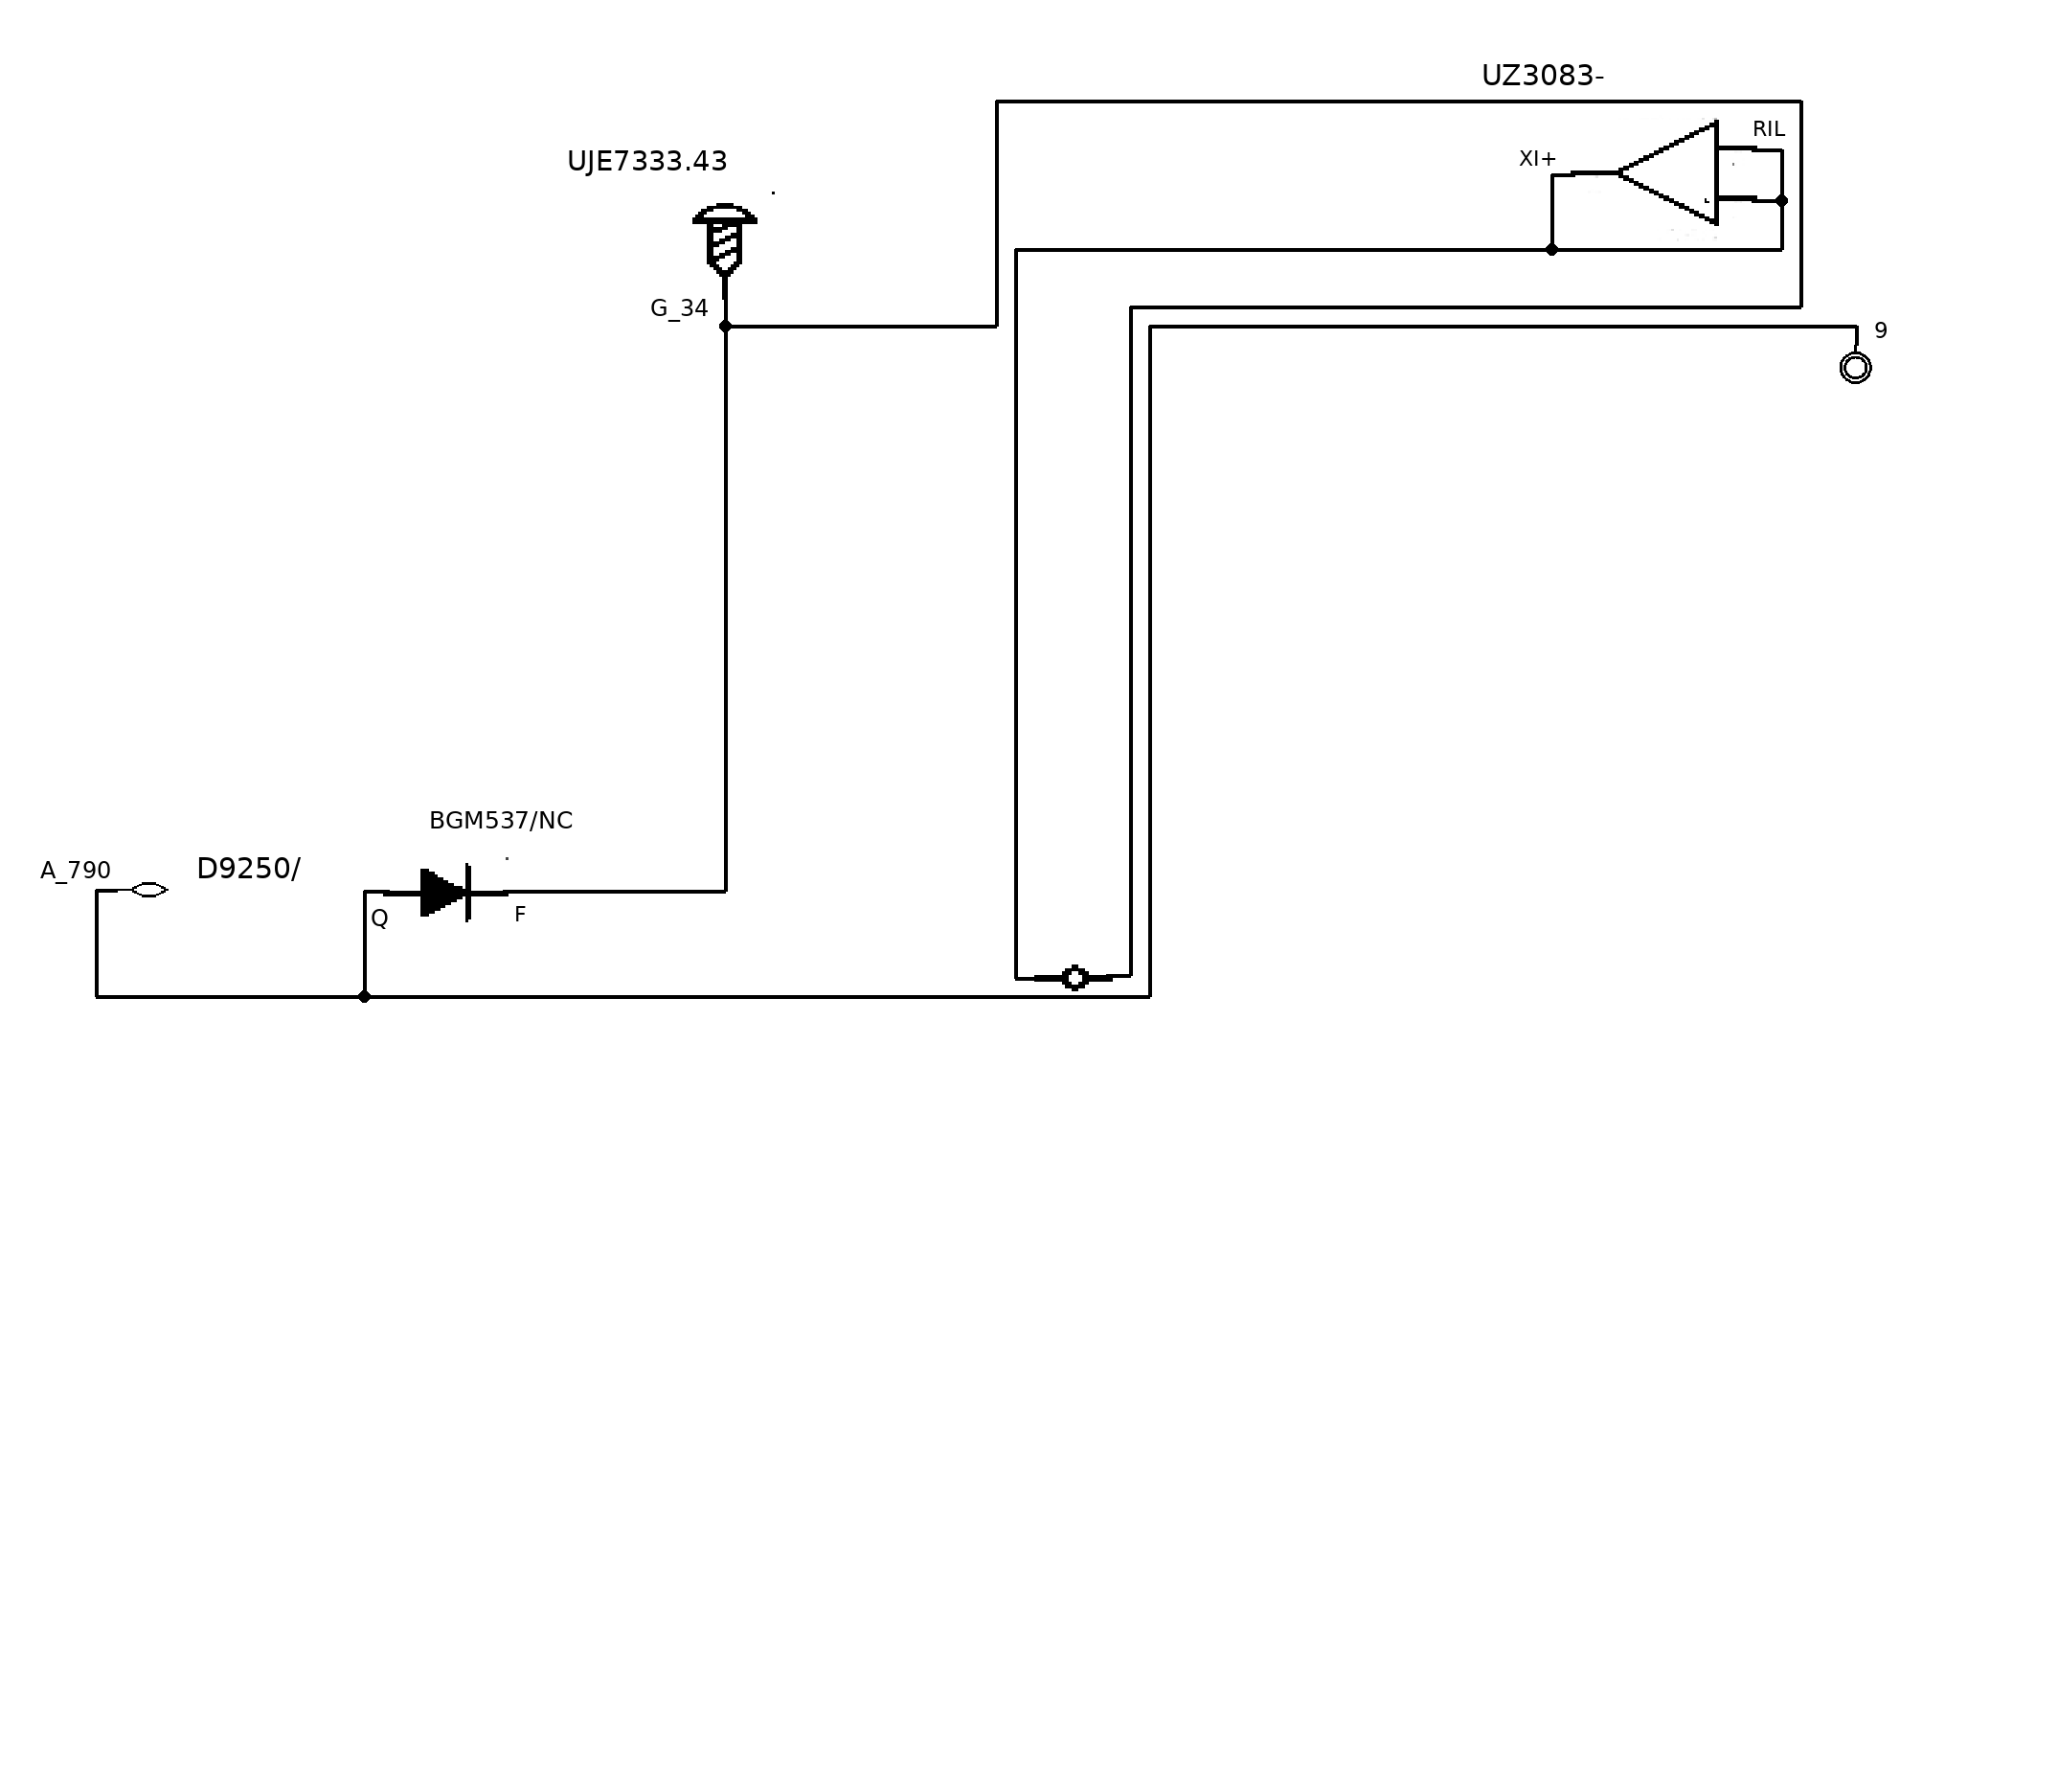 UZ3083-
RIL
XI+
UJE7333.43
G_34
9
BGM537/NC
A_790
D9250/
Q
F